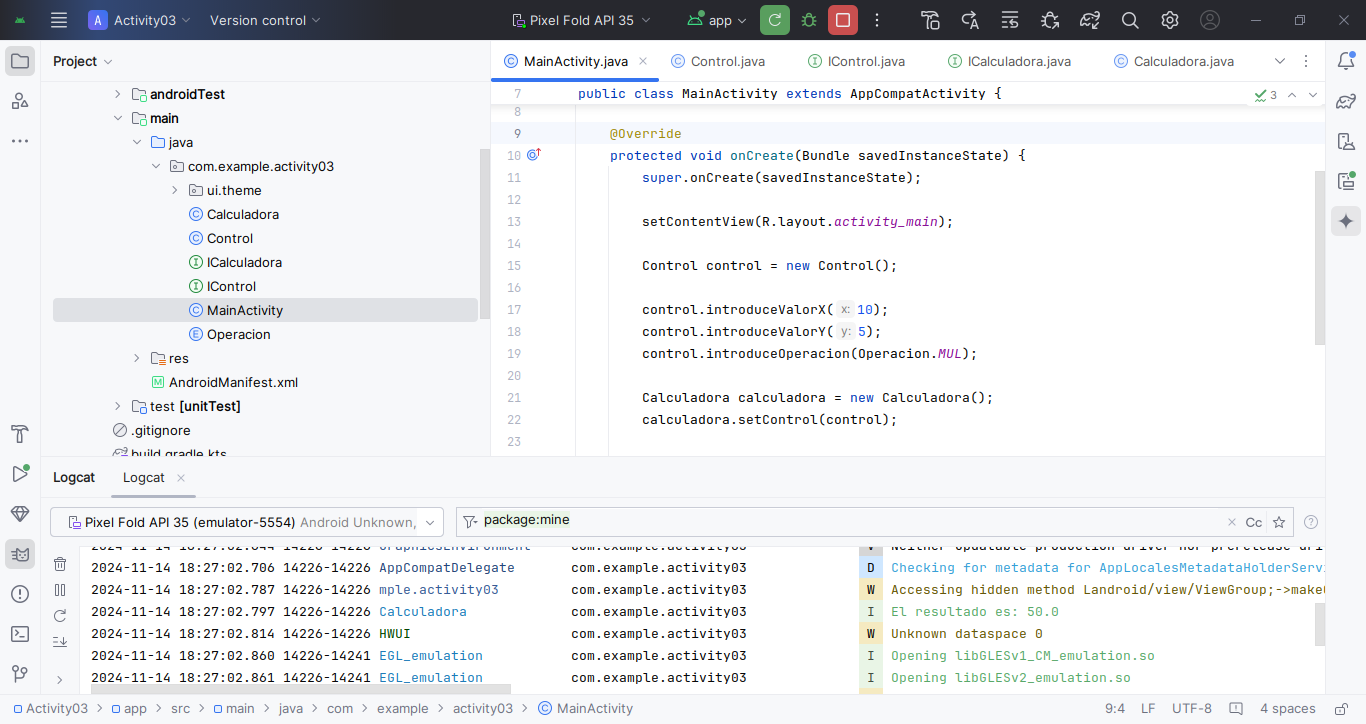 A Activity03 Version control Pixel Fold API 35 app
Project
androidTest
main
java
com.example.activity03
ui.theme
C Calculadora
C Control
I ICalculadora
I IControl
C MainActivity
E Operacion
res
M AndroidManifest.xml
test [unitTest]
.gitignore
build.gradle.kts
C MainActivity.java C Control.java I IControl.java I ICalculadora.java C Calculadora.java
7 public class MainActivity extends AppCompatActivity { 3
8
9 @Override
10 protected void onCreate(Bundle savedInstanceState) {
11 super.onCreate(savedInstanceState);
12
13 setContentView(R.layout.activity_main);
14
15 Control control = new Control();
16
17 control.introduceValorX( x: 10);
18 control.introduceValorY( y: 5);
19 control.introduceOperacion(Operacion.MUL);
20
21 Calculadora calculadora = new Calculadora();
22 calculadora.setControl(control);
23
Logcat Logcat
Pixel Fold API 35 (emulator-5554) Android Unknown, package:mine Cc ?
2024-11-14 18:27:02.644 14226-14226 GraphicsEnvironment com.example.activity03 V Neither updatable production driver nor prerelease
2024-11-14 18:27:02.706 14226-14226 AppCompatDelegate com.example.activity03 D Checking for metadata for AppLocalesMetadataHolderServi
2024-11-14 18:27:02.787 14226-14226 mple.activity03 com.example.activity03 W Accessing hidden method Landroid/view/ViewGroup;->make
2024-11-14 18:27:02.797 14226-14226 Calculadora com.example.activity03 I El resultado es: 50.0
2024-11-14 18:27:02.814 14226-14226 HWUI com.example.activity03 W Unknown dataspace 0
2024-11-14 18:27:02.860 14226-14241 EGL_emulation com.example.activity03 I Opening libGLESv1_CM_emulation.so
2024-11-14 18:27:02.861 14226-14241 EGL_emulation com.example.activity03 I Opening libGLESv2_emulation.so
Activity03 > app > src > main > java > com > example > activity03 > C MainActivity 9:4 LF UTF-8 4 spaces